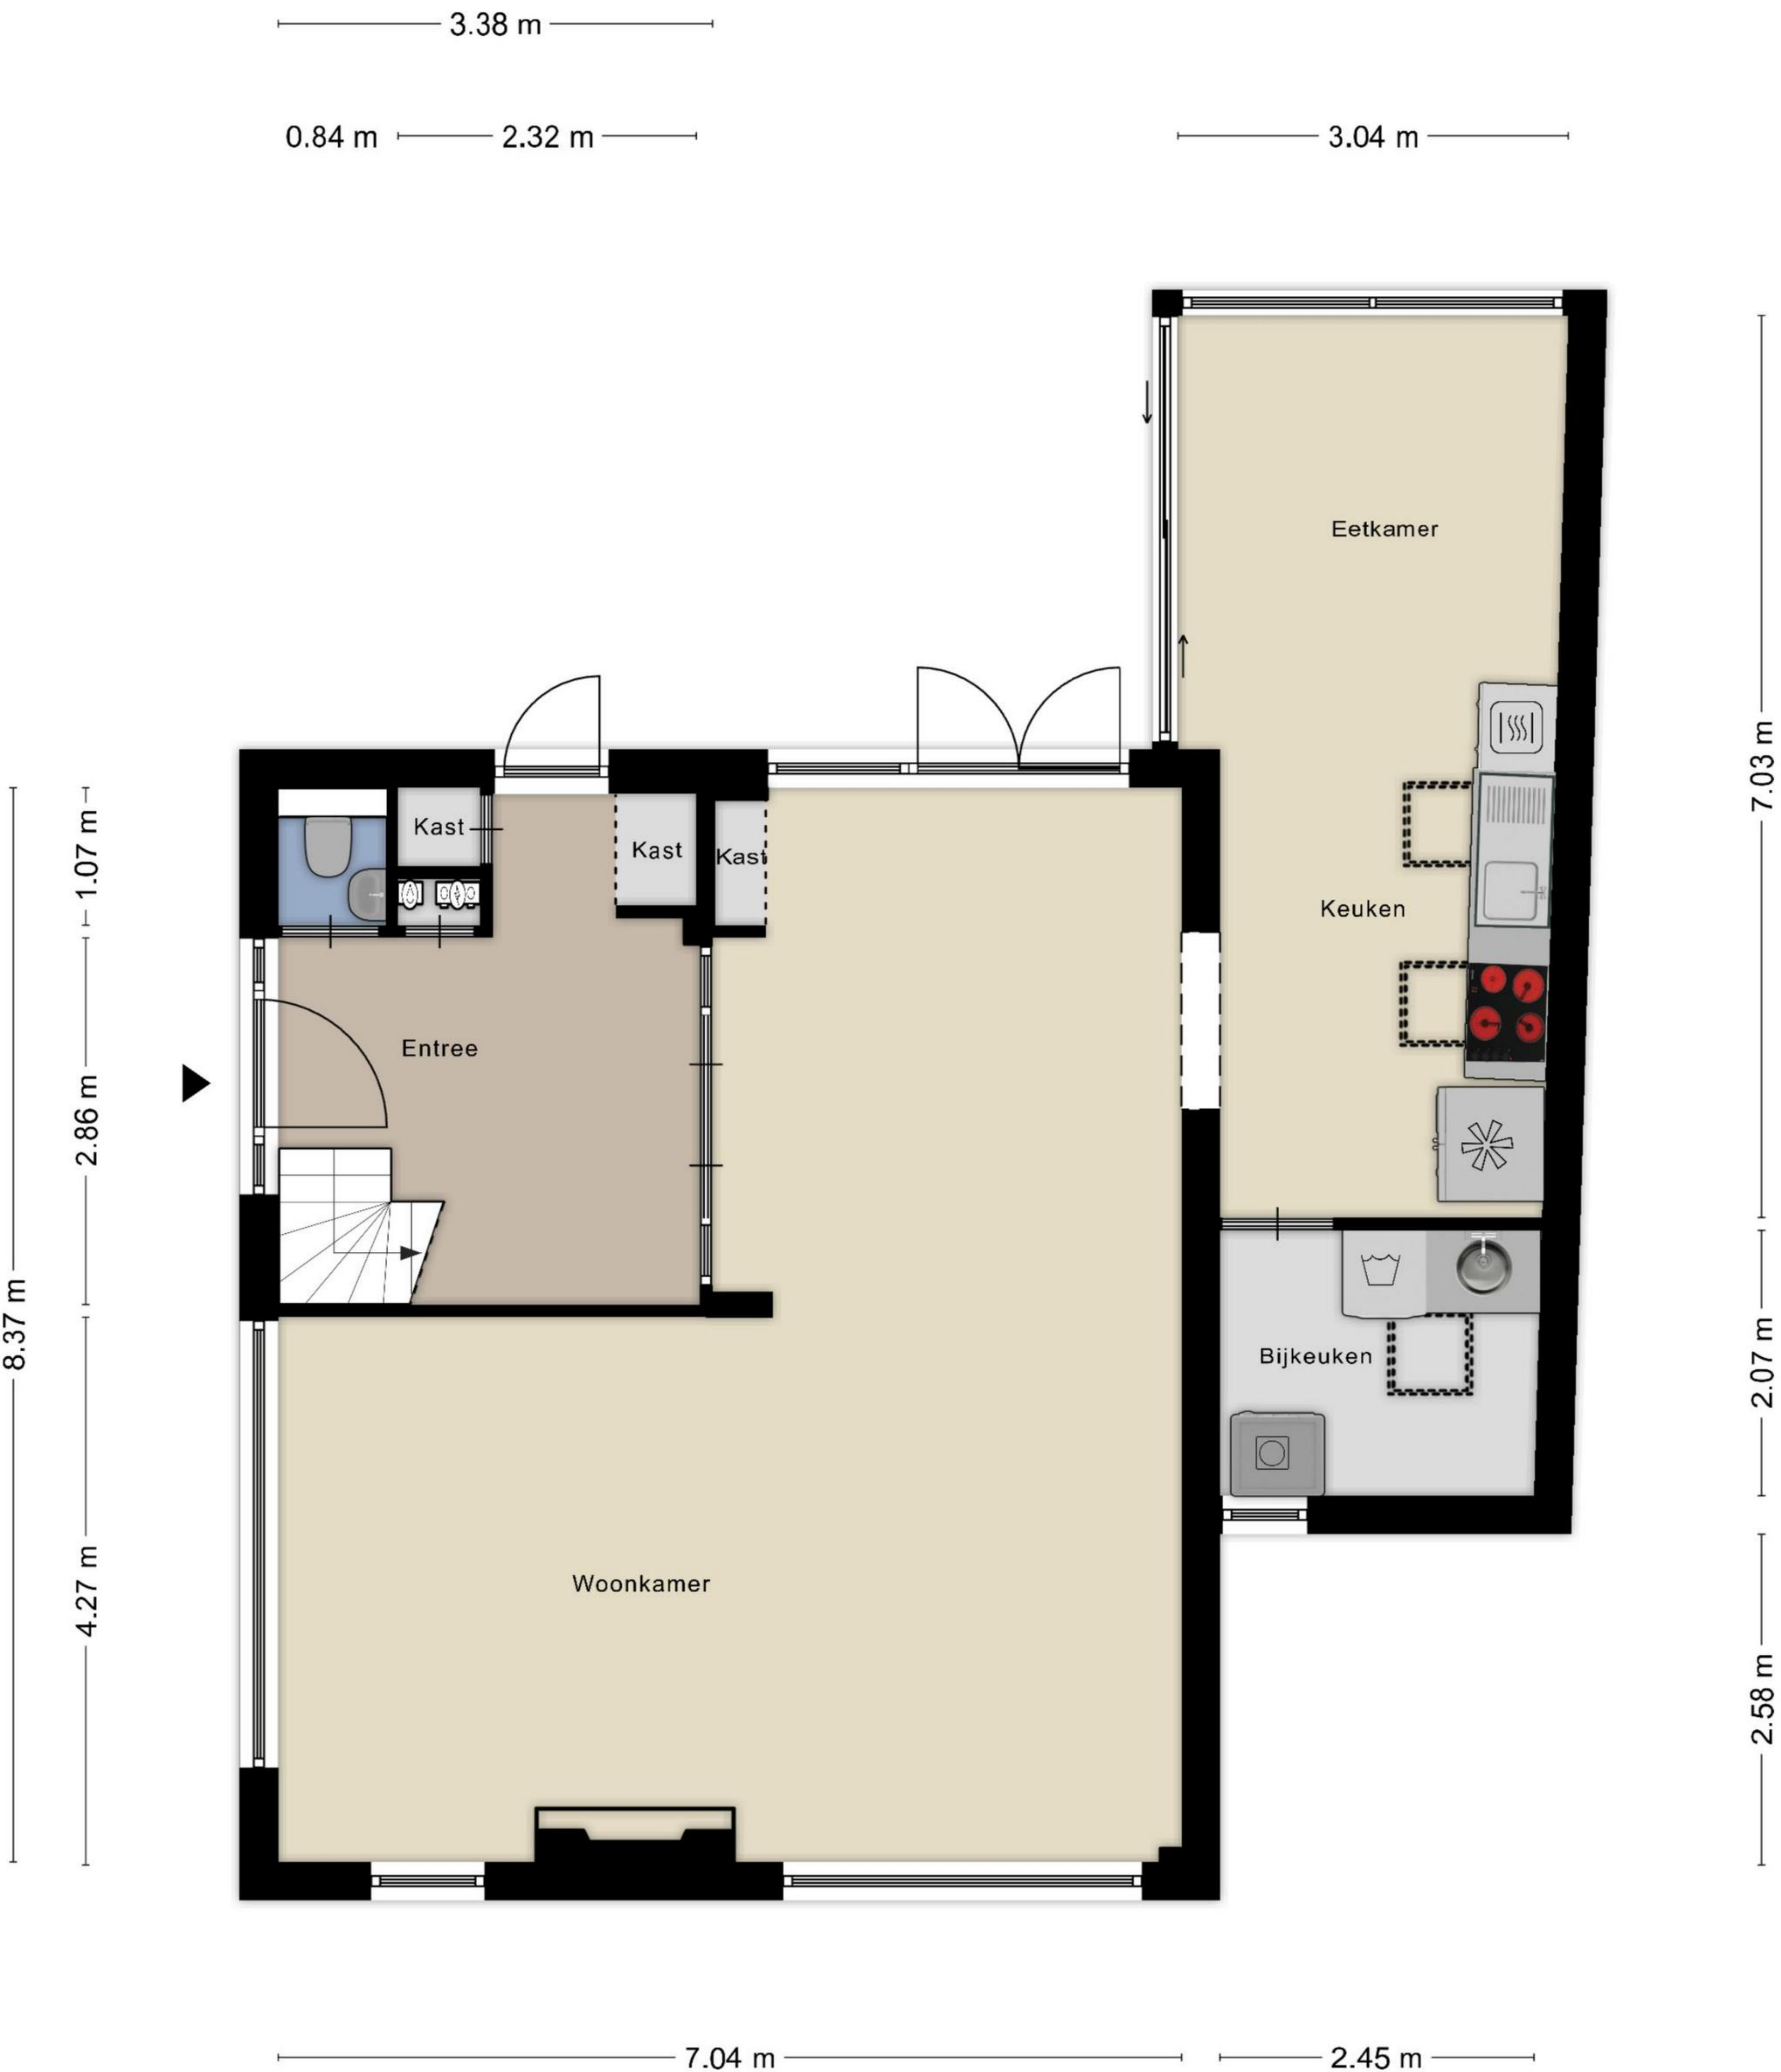 3.38 m
0.84 m
2.32 m
3.04 m
Eetkamer
7.03 m
1.07 m
Kast
Kast
Kast
Keuken
Entree
2.86 m
8.37 m
Bijkeuken
2.07 m
Woonkamer
4.27 m
2.58 m
7.04 m
2.45 m